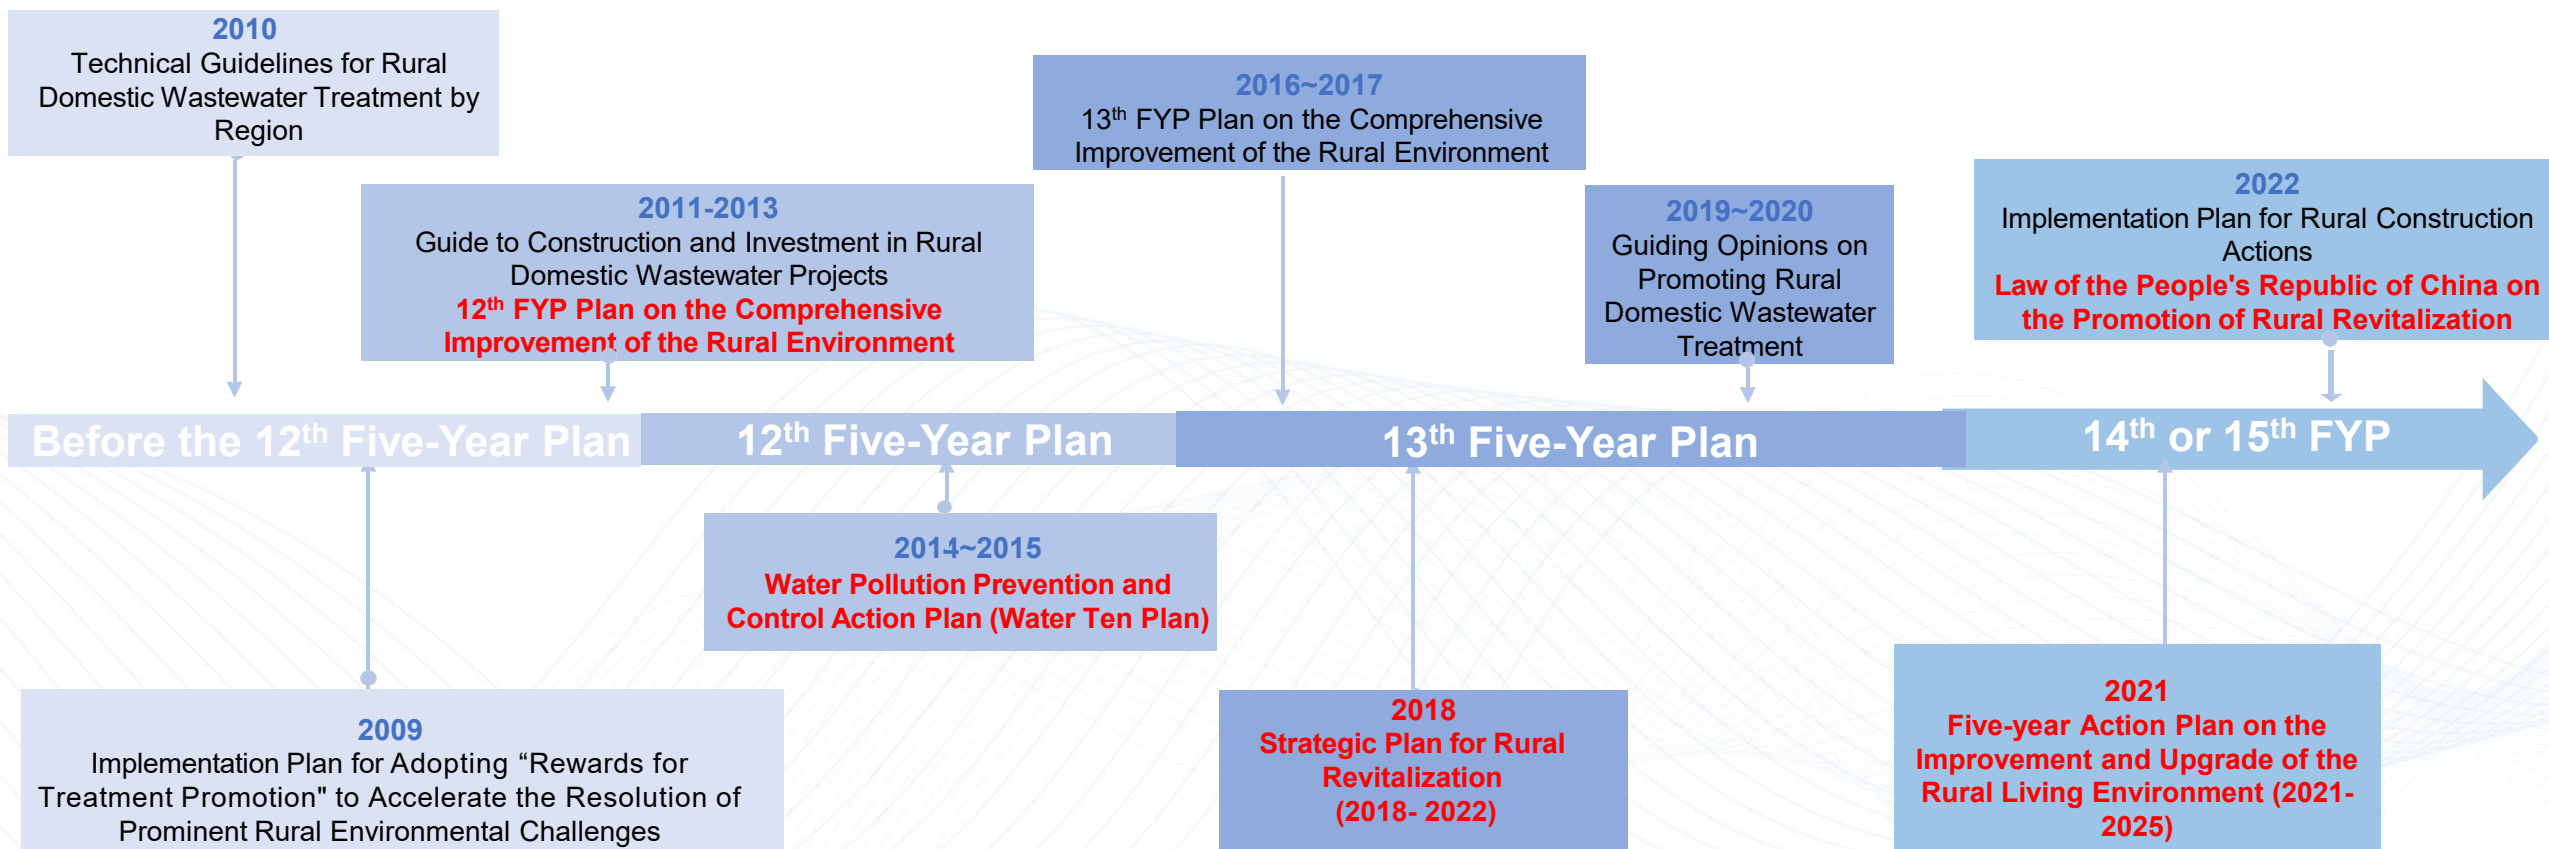 2010
Technical Guidelines for Rural
Domestic Wastewater Treatment by
Region
2011-2013
Guide to Construction and Investment in Rural
Domestic Wastewater Projects
12th FYP Plan on the Comprehensive
Improvement of the Rural Environment
2016~2017
13th FYP Plan on the Comprehensive
Improvement of the Rural Environment
2019~2020
Guiding Opinions on
Promoting Rural
Domestic Wastewater
Treatment
2022
Implementation Plan for Rural Construction
Actions
Law of the People's Republic of China on
the Promotion of Rural Revitalization
Before the 12th Five-Year Plan
12th Five-Year Plan
13th Five-Year Plan
14th or 15th FYP
2009
Implementation Plan for Adopting “Rewards for
Treatment Promotion" to Accelerate the Resolution of
Prominent Rural Environmental Challenges
2014~2015
Water Pollution Prevention and
Control Action Plan (Water Ten Plan)
2018
Strategic Plan for Rural
Revitalization
(2018- 2022)
2021
Five-year Action Plan on the
Improvement and Upgrade of the
Rural Living Environment (2021-
2025)